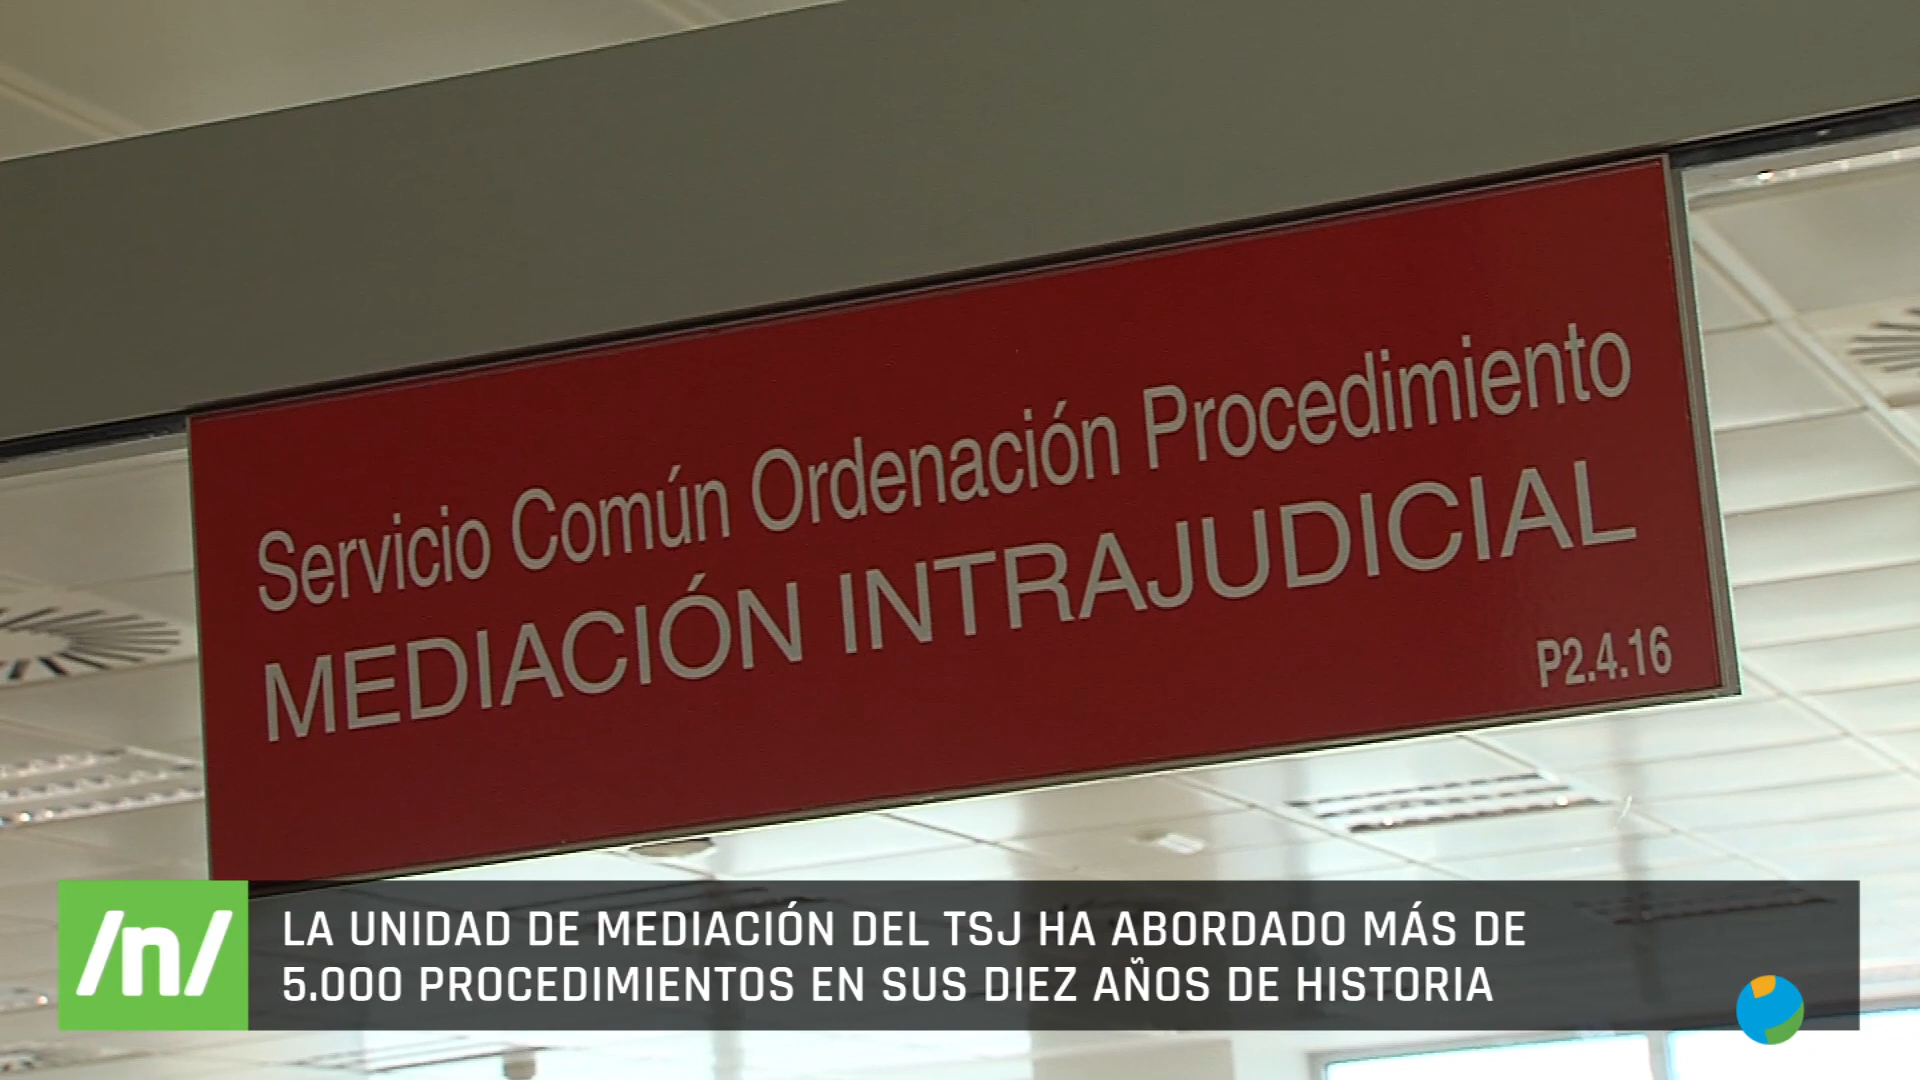 Servicio Común Ordenación Procedimiento
MEDIACIÓN INTRAJUDICIAL
P2.4.16
/n/
LA UNIDAD DE MEDIACIÓN DEL TSJ HA ABORDADO MÁS DE
5.000 PROCEDIMIENTOS EN SUS DIEZ AÑOS DE HISTORIA